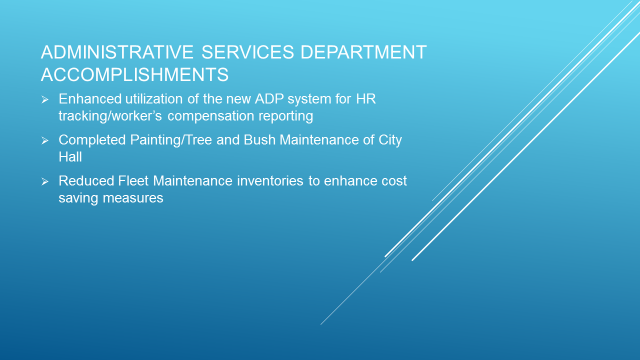 ADMINISTRATIVE SERVICES DEPARTMENT
ACCOMPLISHMENTS
➢ Enhanced utilization of the new ADP system for HR
tracking/worker’s compensation reporting
➢ Completed Painting/Tree and Bush Maintenance of City
Hall
➢ Reduced Fleet Maintenance inventories to enhance cost
saving measures